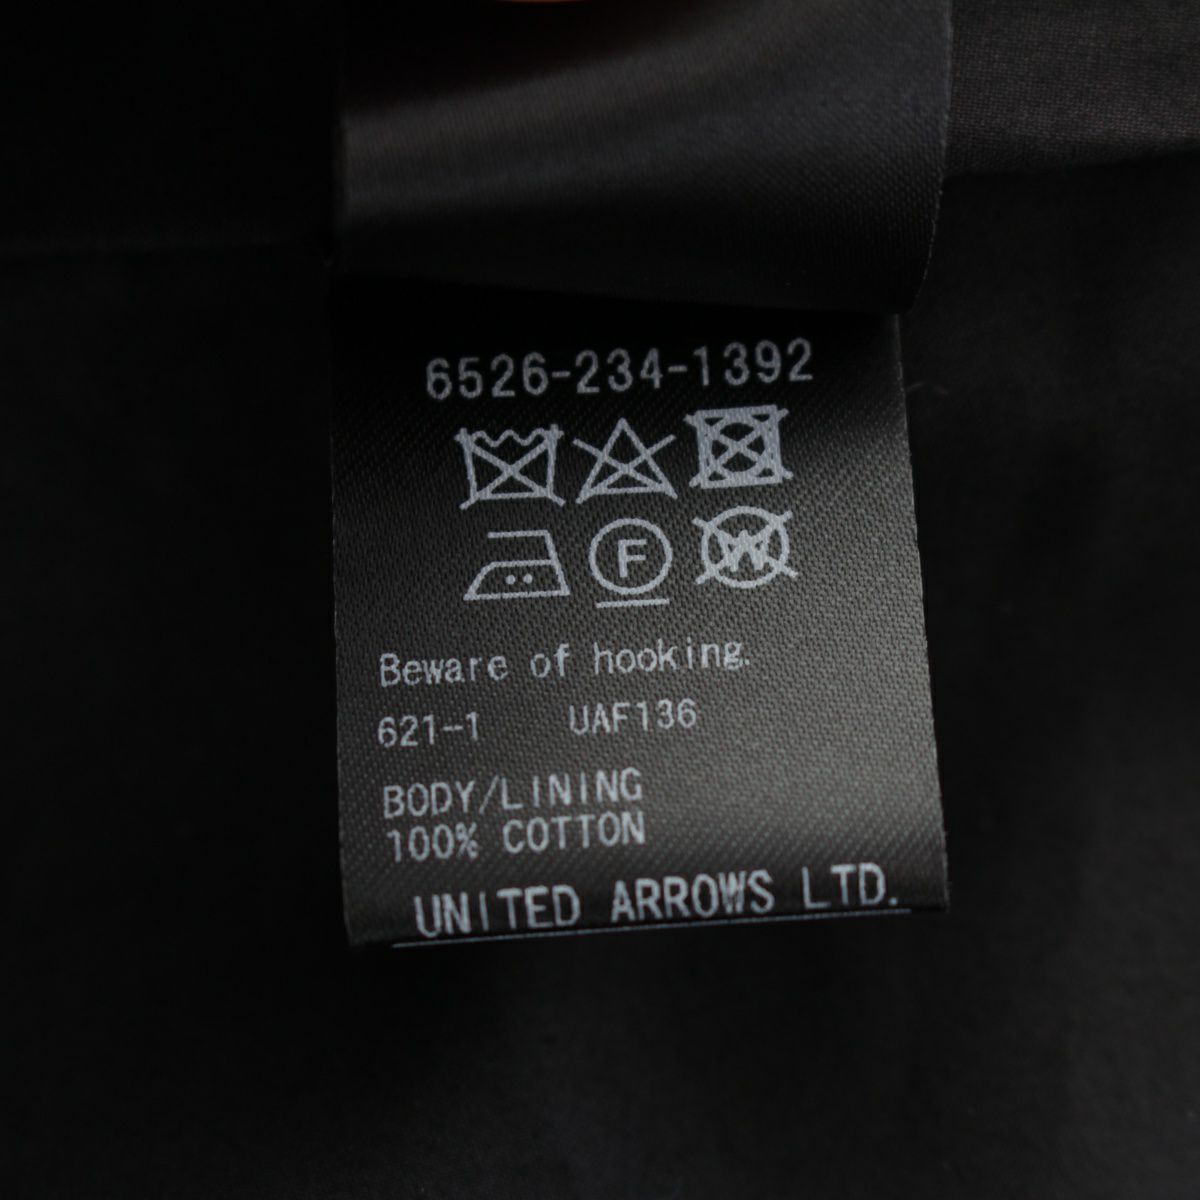 6526-234-1392
F W
Beware of hooking.
621-1 UAF136
BODY/LINING
100% COTTON
UNITED ARROWS LTD.